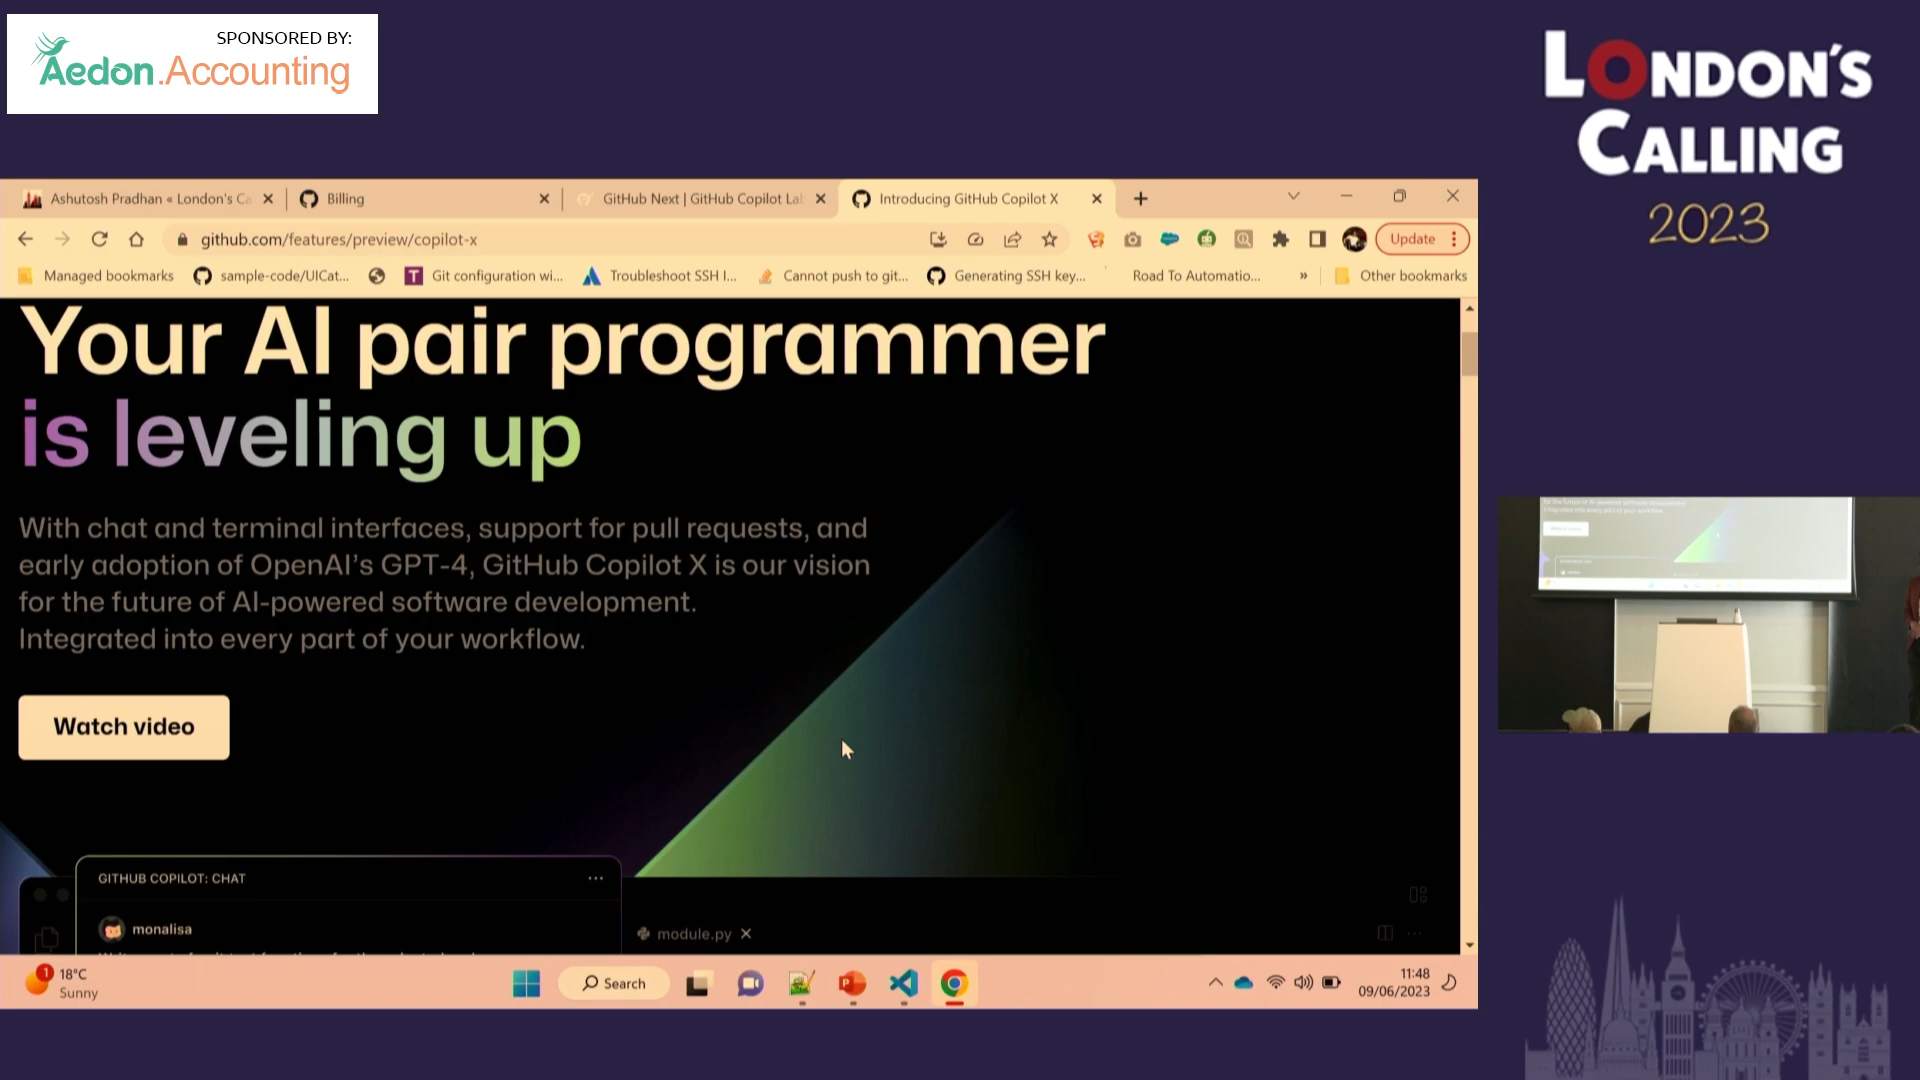 SPONSORED BY:
Aedon.Accounting
LONDON'S
CALLING
2023
Ashutosh Pradhan « London's Ca
Billing
GitHub Next | GitHub Copilot La
Introducing GitHub Copilot X
github.com/features/preview/copilot-x
Update
Managed bookmarks
sample-code/UICat...
Git configuration wi...
Troubleshoot SSH I...
Cannot push to git...
Generating SSH key...
Road To Automatio...
»
Other bookmarks
Your AI pair programmer
is leveling up
With chat and terminal interfaces, support for pull requests, and
early adoption of OpenAI's GPT-4, GitHub Copilot X is our vision
for the future of AI-powered software development.
Integrated into every part of your workflow.
Watch video
GITHUB COPILOT: CHAT
monalisa
module.py
1
18°C
Sunny
Search
11:48
09/06/2023